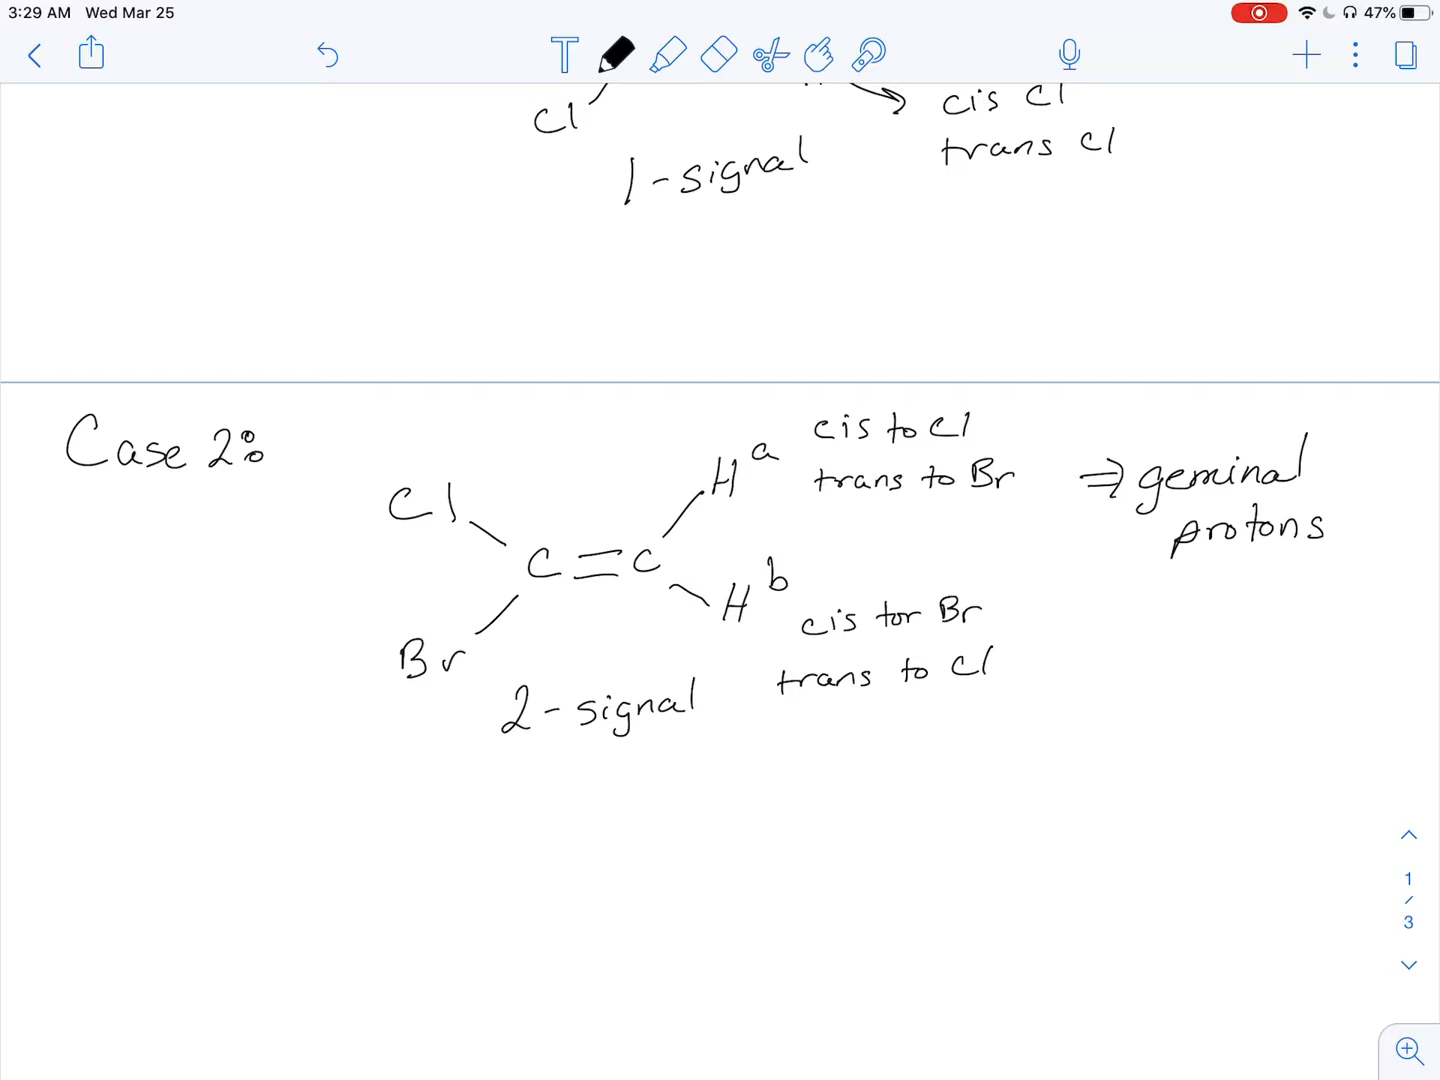 3:29 AM Wed Mar 25
47%
T
Cl
cis Cl
trans Cl
1-signal
Case 2:
cis to Cl
trans to Br
⇒ geminal
protons
H a
Cl
C=C
H b
Br
cis tor Br
trans to Cl
2-signal
1
/
3